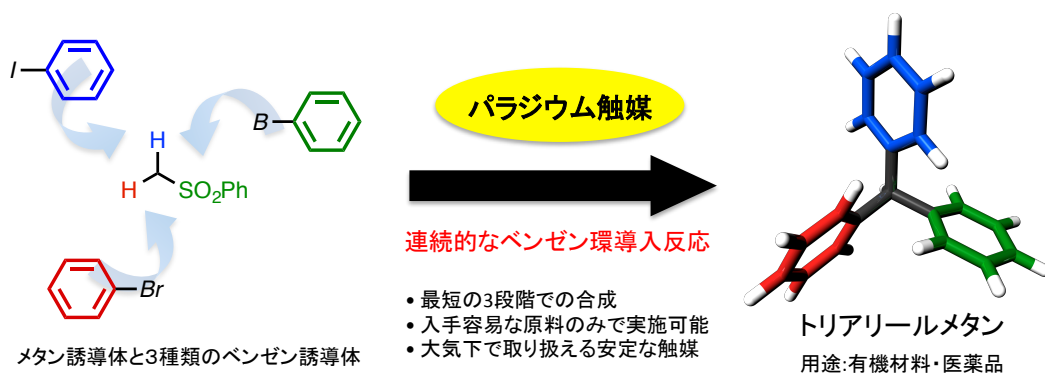 I
H
H
SO2Ph
B
Br
メタン誘導体と3種類のベンゼン誘導体
パラジウム触媒
連続的なベンゼン環導入反応
• 最短の3段階での合成
• 入手容易な原料のみで実施可能
• 大気下で取り扱える安定な触媒
トリアリールメタン
用途:有機材料・医薬品